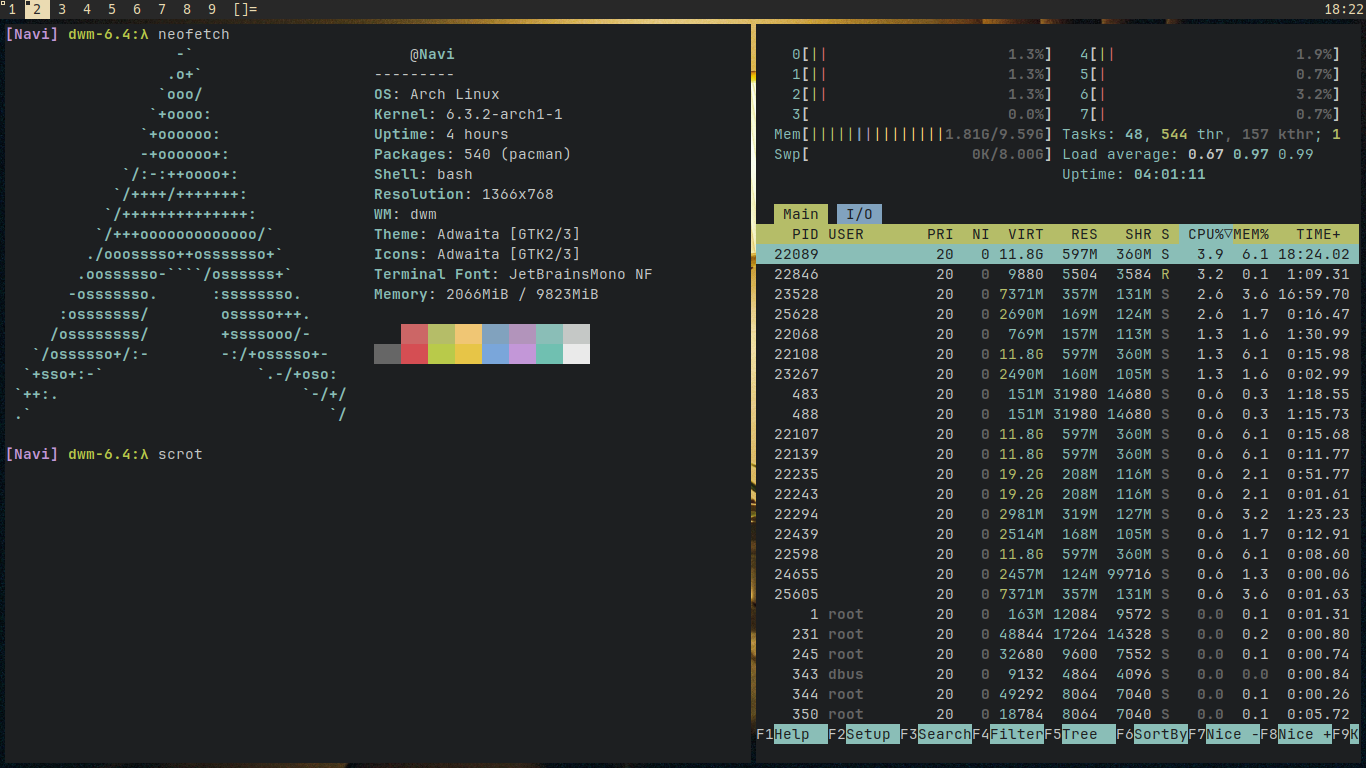 1 2 3 4 5 6 7 8 9 []= 18:22
[Navi] dwm-6.4:λ neofetch
-`
.o+`
`ooo/
`+oooo:
`+oooooo:
-+oooooo+:
`/:-:++oooo+:
`/++++/+++++++:
`/++++++++++++++:
`/+++ooooooooooooo/`
./ooosssso++osssssso+`
.oossssso-````/ossssss+`
-osssssso. :ssssssso.
:osssssss/ osssso+++.
/ossssssss/ +ssssooo/-
`/ossssso+/:- -:/+osssso+-
`+sso+:-` `.-/+oso:
`++:. `-/+/
.` `/
@Navi
---------
OS: Arch Linux
Kernel: 6.3.2-arch1-1
Uptime: 4 hours
Packages: 540 (pacman)
Shell: bash
Resolution: 1366x768
WM: dwm
Theme: Adwaita [GTK2/3]
Icons: Adwaita [GTK2/3]
Terminal Font: JetBrainsMono NF
Memory: 2066MiB / 9823MiB
[Navi] dwm-6.4:λ scrot
0[|| 1.3%] 4[|| 1.9%]
1[|| 1.3%] 5[| 0.7%]
2[|| 1.3%] 6[| 3.2%]
3[ 0.0%] 7[| 0.7%]
Mem[|||||||||||||||1.81G/9.59G] Tasks: 48, 544 thr, 157 kthr; 1
Swp[ 0K/8.00G] Load average: 0.67 0.97 0.99
Uptime: 04:01:11
Main I/O
PID USER PRI NI VIRT RES SHR S CPU%▽MEM% TIME+
22089 20 0 11.8G 597M 360M S 3.9 6.1 18:24.02
22846 20 0 9880 5504 3584 R 3.2 0.1 1:09.31
23528 20 0 7371M 357M 131M S 2.6 3.6 16:59.70
25628 20 0 2690M 169M 124M S 2.6 1.7 0:16.47
22068 20 0 769M 157M 113M S 1.3 1.6 1:30.99
22108 20 0 11.8G 597M 360M S 1.3 6.1 0:15.98
23267 20 0 2490M 160M 105M S 1.3 1.6 0:02.99
483 20 0 151M 31980 14680 S 0.6 0.3 1:18.55
488 20 0 151M 31980 14680 S 0.6 0.3 1:15.73
22107 20 0 11.8G 597M 360M S 0.6 6.1 0:15.68
22139 20 0 11.8G 597M 360M S 0.6 6.1 0:11.77
22235 20 0 19.2G 208M 116M S 0.6 2.1 0:51.77
22243 20 0 19.2G 208M 116M S 0.6 2.1 0:01.61
22294 20 0 2981M 319M 127M S 0.6 3.2 1:23.23
22439 20 0 2514M 168M 105M S 0.6 1.7 0:12.91
22598 20 0 11.8G 597M 360M S 0.6 6.1 0:08.60
24655 20 0 2457M 124M 99716 S 0.6 1.3 0:00.06
25605 20 0 7371M 357M 131M S 0.6 3.6 0:01.63
1 root 20 0 163M 12084 9572 S 0.0 0.1 0:01.31
231 root 20 0 48844 17264 14328 S 0.0 0.2 0:00.80
245 root 20 0 32680 9600 7552 S 0.0 0.1 0:00.74
343 dbus 20 0 9132 4864 4096 S 0.0 0.0 0:00.84
344 root 20 0 49292 8064 7040 S 0.0 0.1 0:00.26
350 root 20 0 18784 8064 7040 S 0.0 0.1 0:05.72
F1Help F2Setup F3SearchF4FilterF5Tree F6SortByF7Nice -F8Nice +F9K